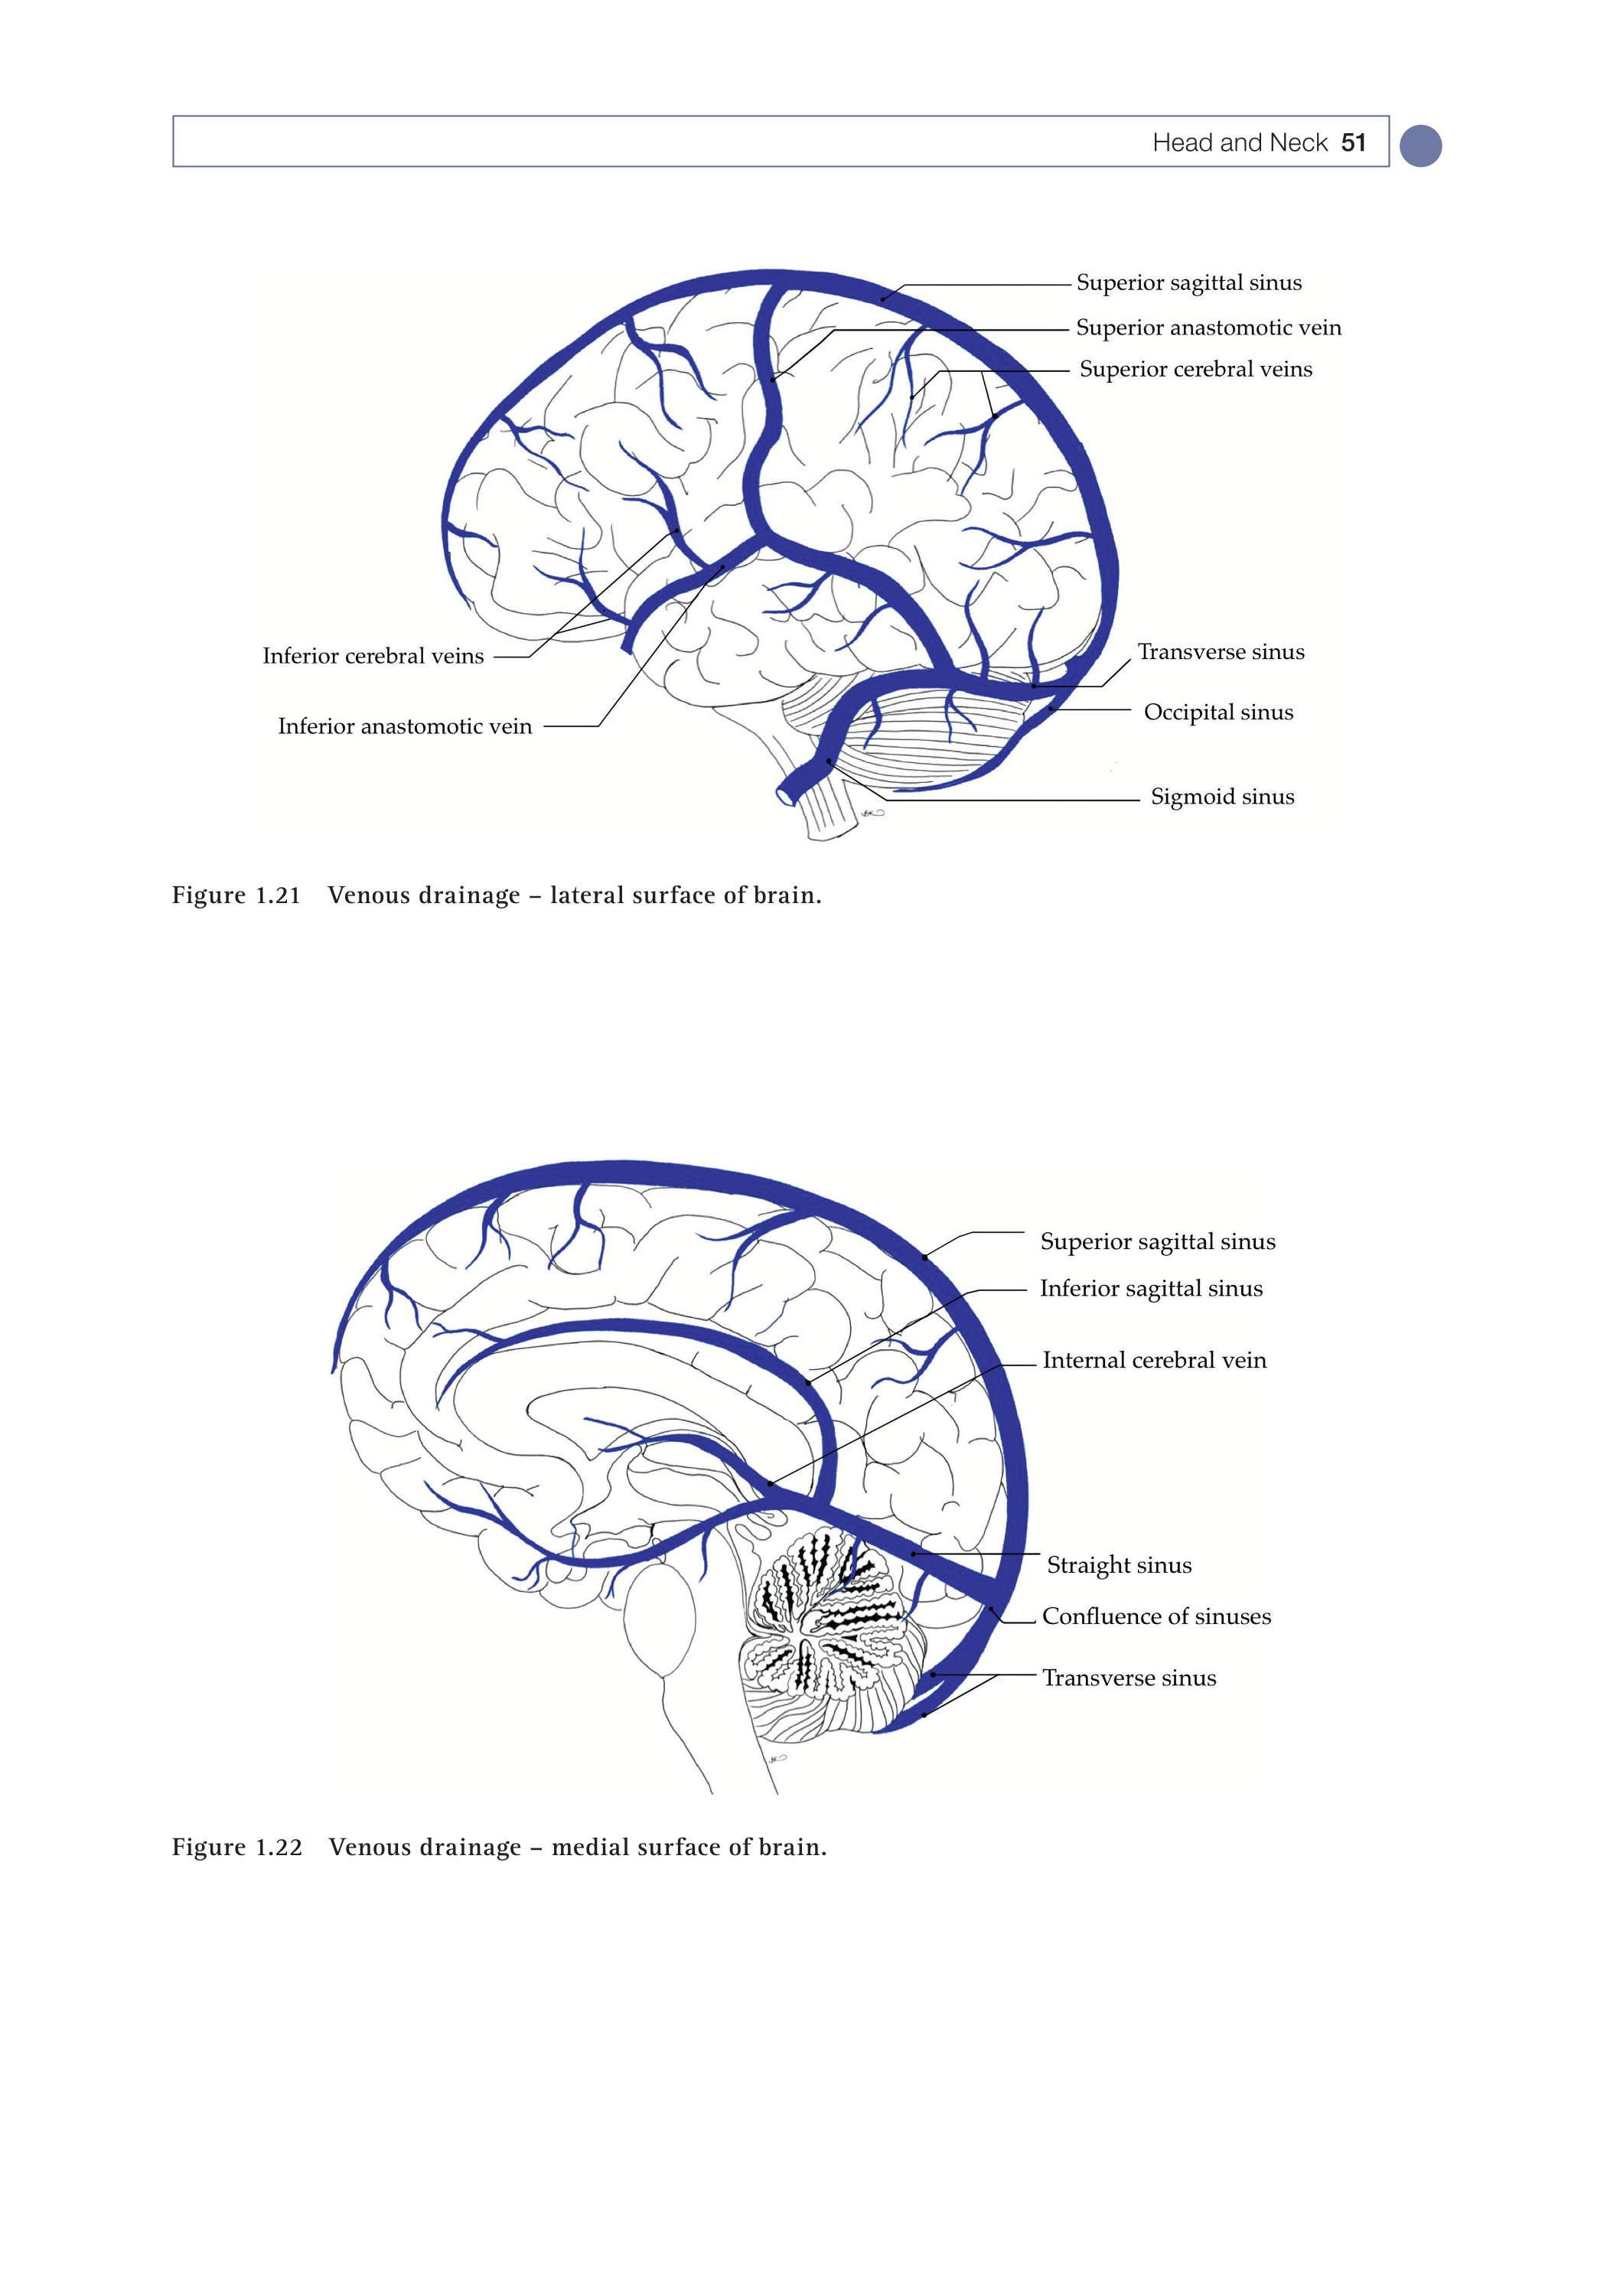 Head and Neck 51
Superior sagittal sinus
Superior anastomotic vein
Superior cerebral veins
Inferior cerebral veins
Transverse sinus
Occipital sinus
Inferior anastomotic vein
Sigmoid sinus
Figure 1.21 Venous drainage – lateral surface of brain.
Superior sagittal sinus
Inferior sagittal sinus
Internal cerebral vein
Straight sinus
Confluence of sinuses
Transverse sinus
Figure 1.22 Venous drainage – medial surface of brain.